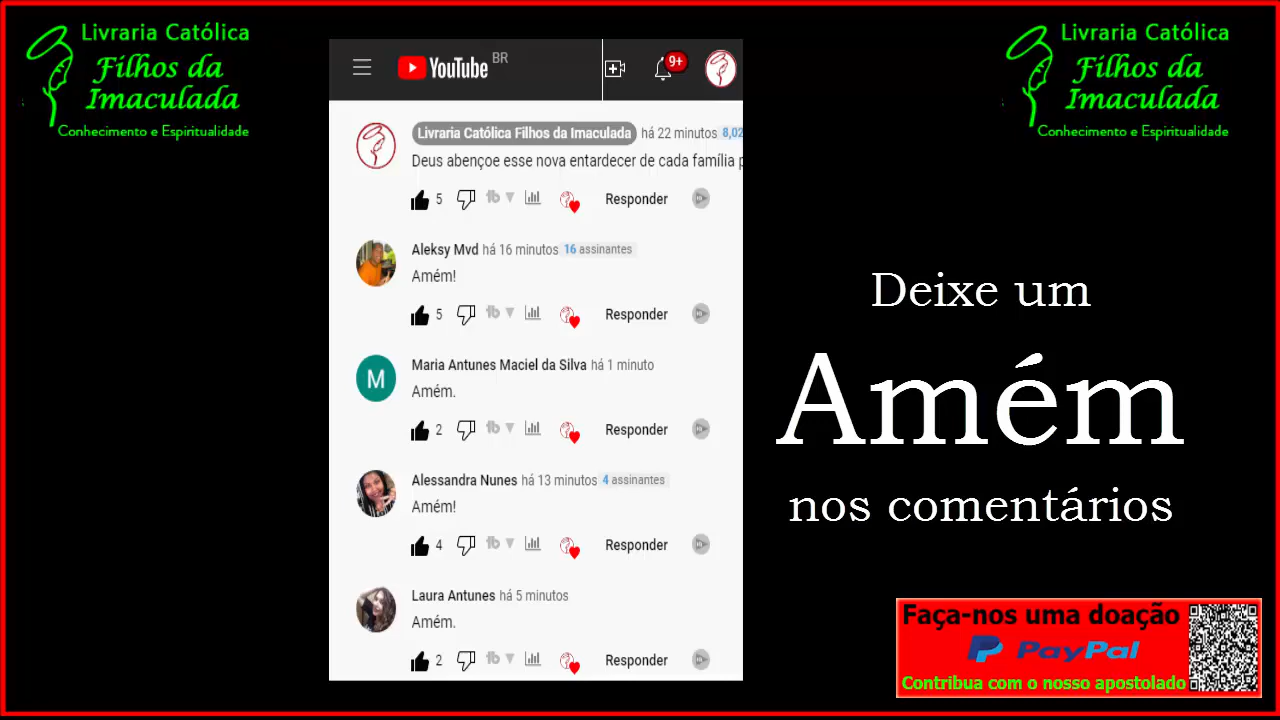 Livraria Católica
Filhos da
Imaculada
Conhecimento e Espiritualidade
YouTube BR
9+
Livraria Católica Filhos da Imaculada há 22 minutos 8,02
Deus abençoe esse nova entardecer de cada família p
5 Responder
Aleksy Mvd há 16 minutos 16 assinantes
Amém!
5 Responder
M
Maria Antunes Maciel da Silva há 1 minuto
Amém.
2 Responder
Alessandra Nunes há 13 minutos 4 assinantes
Amém!
4 Responder
Laura Antunes há 5 minutos
Amém.
2 Responder
Livraria Católica
Filhos da
Imaculada
Conhecimento e Espiritualidade
Deixe um
Amém
nos comentários
Faça-nos uma doação
PayPal
Contribua com o nosso apostolado